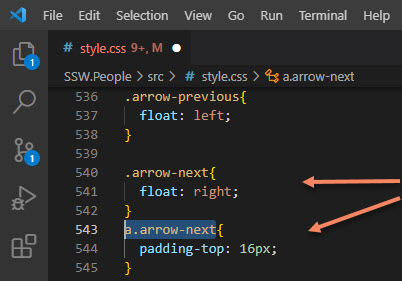 File Edit Selection View Go Run Terminal Help
# style.css 9+, M
SSW.People > src > # style.css > a.arrow-next
536 .arrow-previous{
537 float: left;
538 }
539
540 .arrow-next{
541 float: right;
542 }
543 a.arrow-next{
544 padding-top: 16px;
545 }
1
1